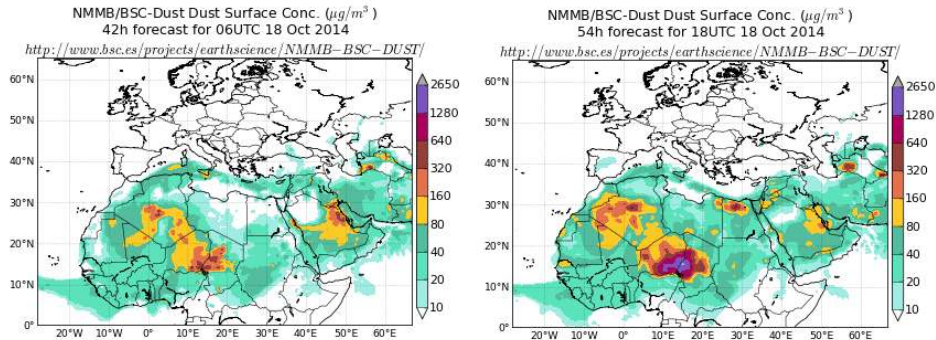 NMMB/BSC-Dust Dust Surface Conc. (μg/m³)
42h forecast for 06UTC 18 Oct 2014
http://www.bsc.es/projects/earthscience/NMMB−BSC−DUST/
60°N
50°N
40°N
30°N
20°N
10°N
0°
20°W
10°W
0°
10°E
20°E
30°E
40°E
50°E
60°E
2650
1280
640
320
160
80
40
20
10
NMMB/BSC-Dust Dust Surface Conc. (μg/m³)
54h forecast for 18UTC 18 Oct 2014
http://www.bsc.es/projects/earthscience/NMMB−BSC−DUST/
60°N
50°N
40°N
30°N
20°N
10°N
0°
20°W
10°W
0°
10°E
20°E
30°E
40°E
50°E
60°E
2650
1280
640
320
160
80
40
20
10